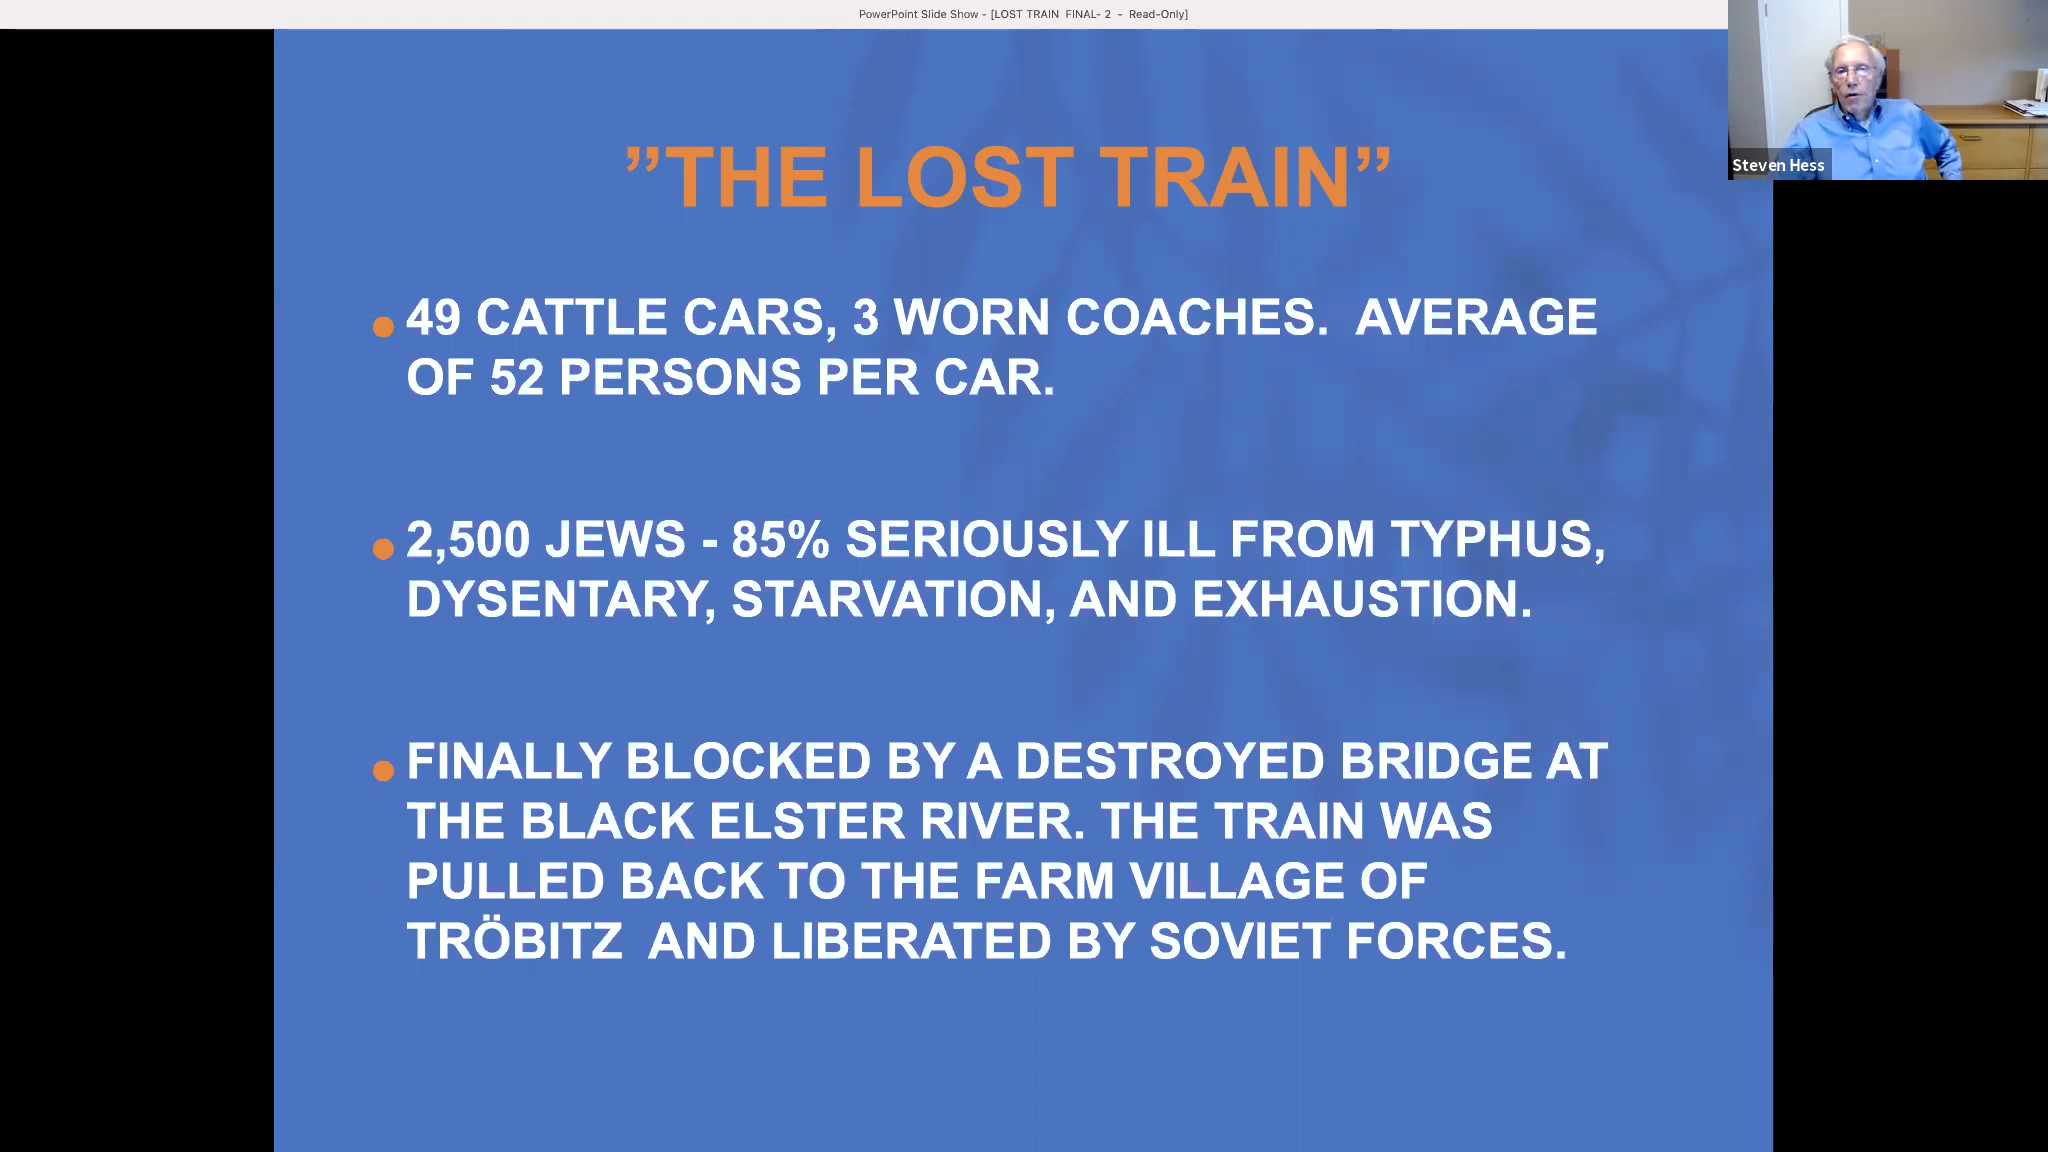 PowerPoint Slide Show - [LOST TRAIN  FINAL- 2  -  Read-Only]
Steven Hess
”THE LOST TRAIN”
• 49 CATTLE CARS, 3 WORN COACHES.  AVERAGE
OF 52 PERSONS PER CAR.
• 2,500 JEWS - 85% SERIOUSLY ILL FROM TYPHUS,
DYSENTARY, STARVATION, AND EXHAUSTION.
• FINALLY BLOCKED BY A DESTROYED BRIDGE AT
THE BLACK ELSTER RIVER. THE TRAIN WAS
PULLED BACK TO THE FARM VILLAGE OF
TRÖBITZ  AND LIBERATED BY SOVIET FORCES.